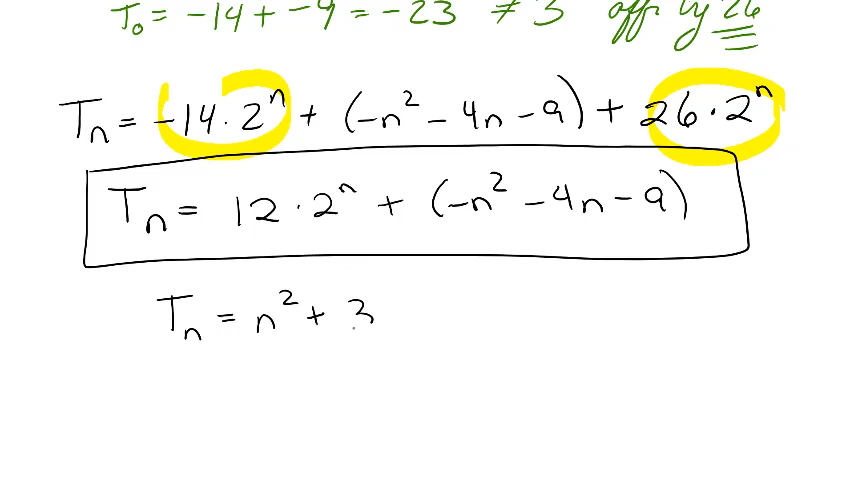 T₀ = -14 + -9 = -23 ≠ 3 off by 26
Tₙ = -14 · 2ⁿ + (-n² - 4n - 9) + 26 · 2ⁿ
Tₙ = 12 · 2ⁿ + (-n² - 4n - 9)
Tₙ = n² + 3